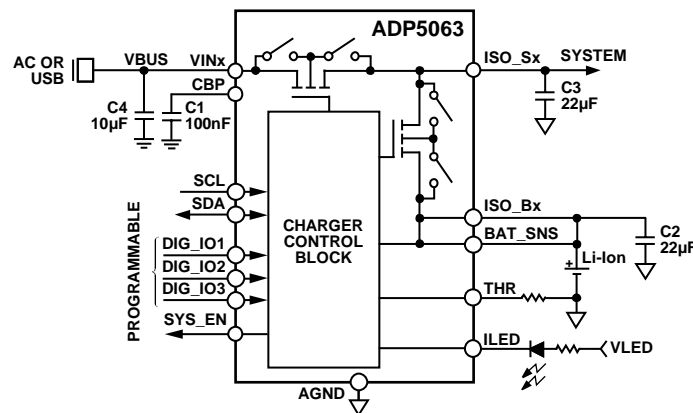 ADP5063
AC OR
USB
VBUS
VINx
CBP
C4
10µF
C1
100nF
ISO_Sx
SYSTEM
C3
22µF
SCL
SDA
PROGRAMMABLE
DIG_IO1
DIG_IO2
DIG_IO3
SYS_EN
CHARGER
CONTROL
BLOCK
ISO_Bx
BAT_SNS
C2
22µF
+
Li-Ion
THR
ILED
VLED
AGND